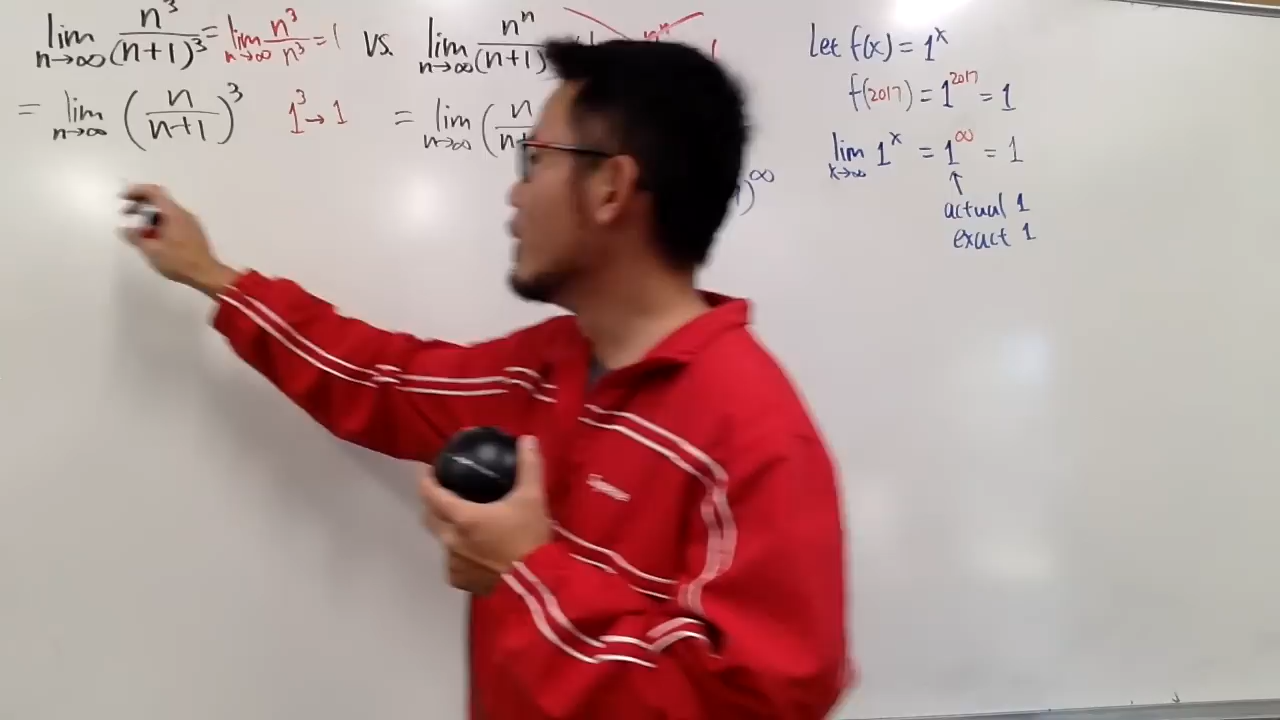 lim n→∞ n³/(n+1)³ = lim n→∞ n³/n³ = 1 vs. lim n→∞ nⁿ/(n+1)
= lim n→∞ (n/(n+1))³ 1³→1 = lim n→∞ (n/n+
)^∞
Let f(x) = 1ˣ
f(2017) = 1²⁰¹⁷ = 1
lim x→∞ 1ˣ = 1^∞ = 1
↑
actual 1
exact 1